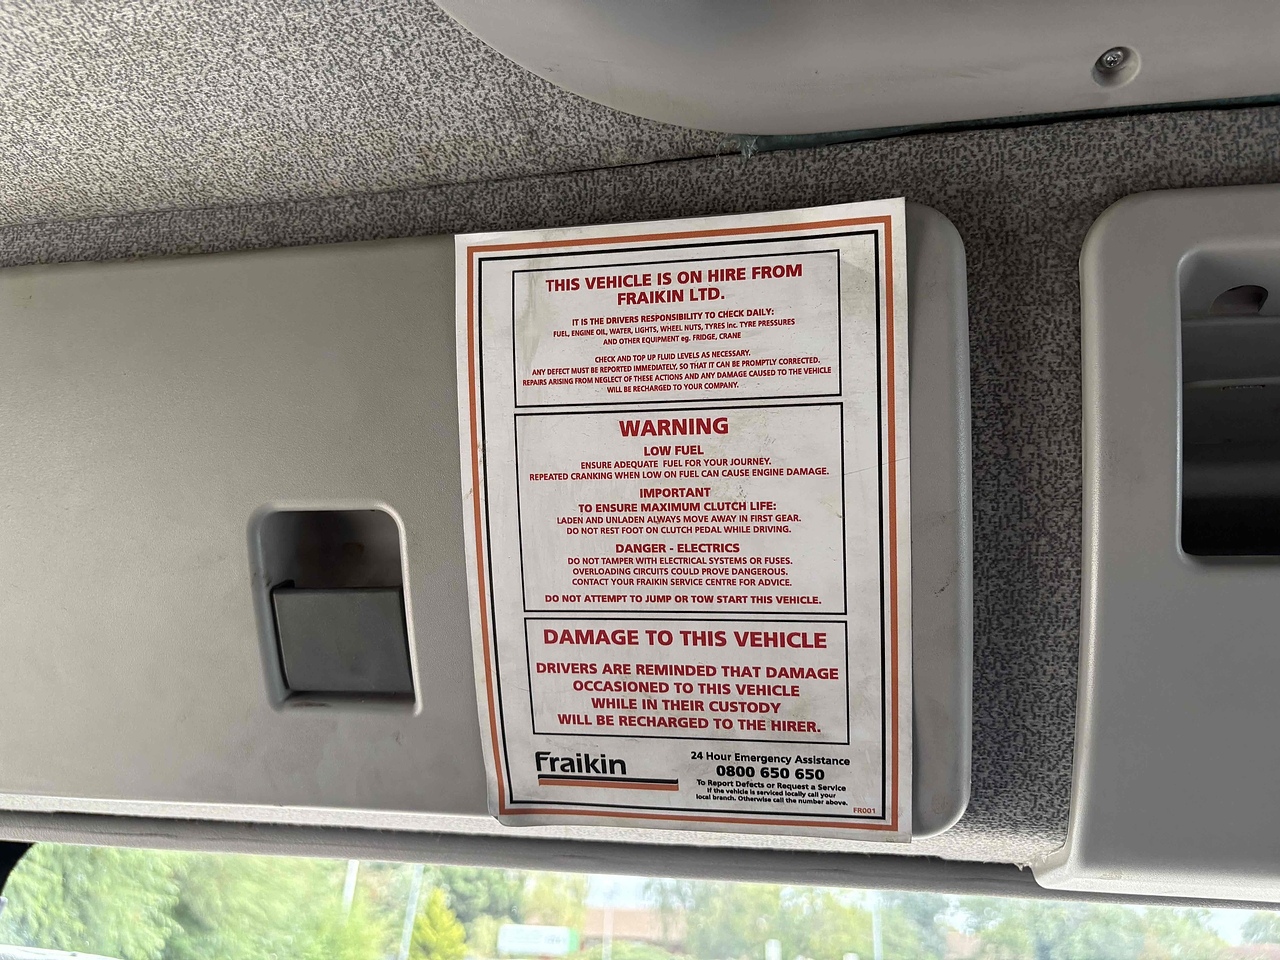 THIS VEHICLE IS ON HIRE FROM
FRAIKIN LTD.
IT IS THE DRIVERS RESPONSIBILITY TO CHECK DAILY:
FUEL, ENGINE OIL, WATER, LIGHTS, WHEEL NUTS, TYRES inc. TYRE PRESSURES
AND OTHER EQUIPMENT eg. FRIDGE, CRANE
CHECK AND TOP UP FLUID LEVELS AS NECESSARY.
ANY DEFECT MUST BE REPORTED IMMEDIATELY, SO THAT IT CAN BE PROMPTLY CORRECTED.
REPAIRS ARISING FROM NEGLECT OF THESE ACTIONS AND ANY DAMAGE CAUSED TO THE VEHICLE
WILL BE RECHARGED TO YOUR COMPANY.
WARNING
LOW FUEL
ENSURE ADEQUATE FUEL FOR YOUR JOURNEY.
REPEATED CRANKING WHEN LOW ON FUEL CAN CAUSE ENGINE DAMAGE.
IMPORTANT
TO ENSURE MAXIMUM CLUTCH LIFE:
LADEN AND UNLADEN ALWAYS MOVE AWAY IN FIRST GEAR.
DO NOT REST FOOT ON CLUTCH PEDAL WHILE DRIVING.
DANGER - ELECTRICS
DO NOT TAMPER WITH ELECTRICAL SYSTEMS OR FUSES.
OVERLOADING CIRCUITS COULD PROVE DANGEROUS.
CONTACT YOUR FRAIKIN SERVICE CENTRE FOR ADVICE.
DO NOT ATTEMPT TO JUMP OR TOW START THIS VEHICLE.
DAMAGE TO THIS VEHICLE
DRIVERS ARE REMINDED THAT DAMAGE
OCCASIONED TO THIS VEHICLE
WHILE IN THEIR CUSTODY
WILL BE RECHARGED TO THE HIRER.
Fraikin
24 Hour Emergency Assistance
0800 650 650
To Report Defects or Request a Service
if the vehicle is serviced locally call your
local branch. Otherwise call the number above.
FR001